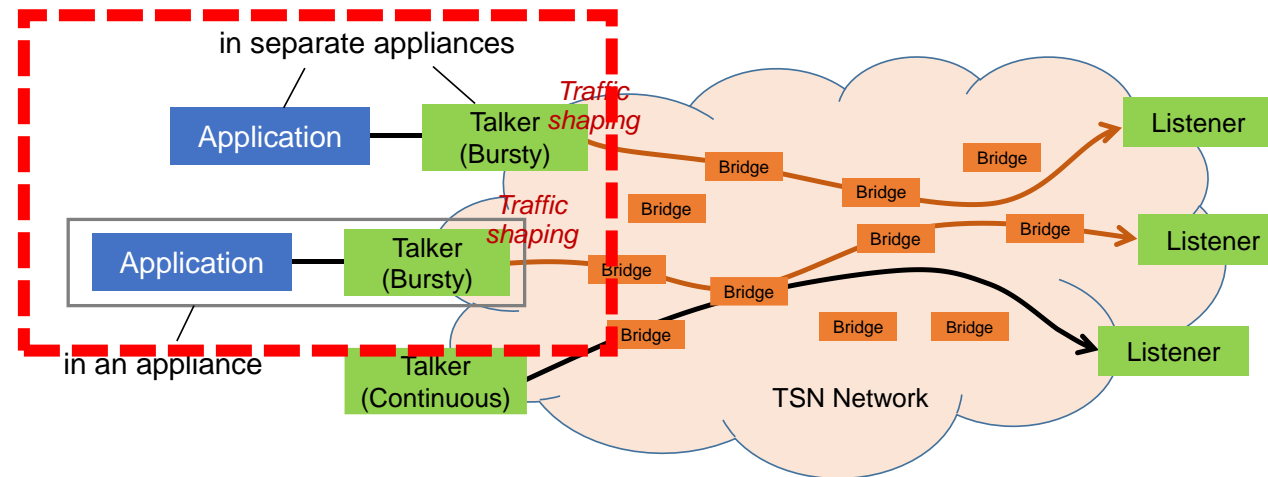 in separate appliances
Traffic
shaping
Application
Talker
(Bursty)
Listener
Bridge
Bridge
Bridge
Bridge
Traffic
shaping
Application
Talker
(Bursty)
Bridge
Bridge
Listener
Bridge
Bridge
Bridge
Bridge
Bridge
in an appliance
Talker
(Continuous)
Listener
TSN Network